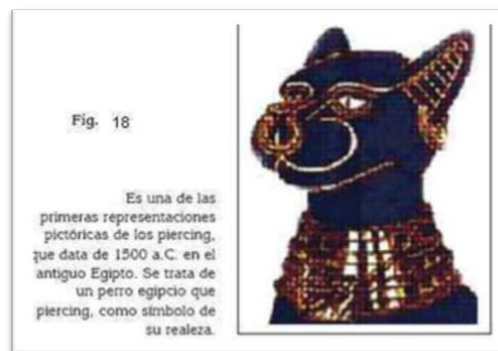 Fig. 18
Es una de las
primeras representaciones
pictóricas de los piercing,
que data de 1500 a.C. en el
antiguo Egipto. Se trata de
un perro egipcio que
piercing, como símbolo de
su realeza.